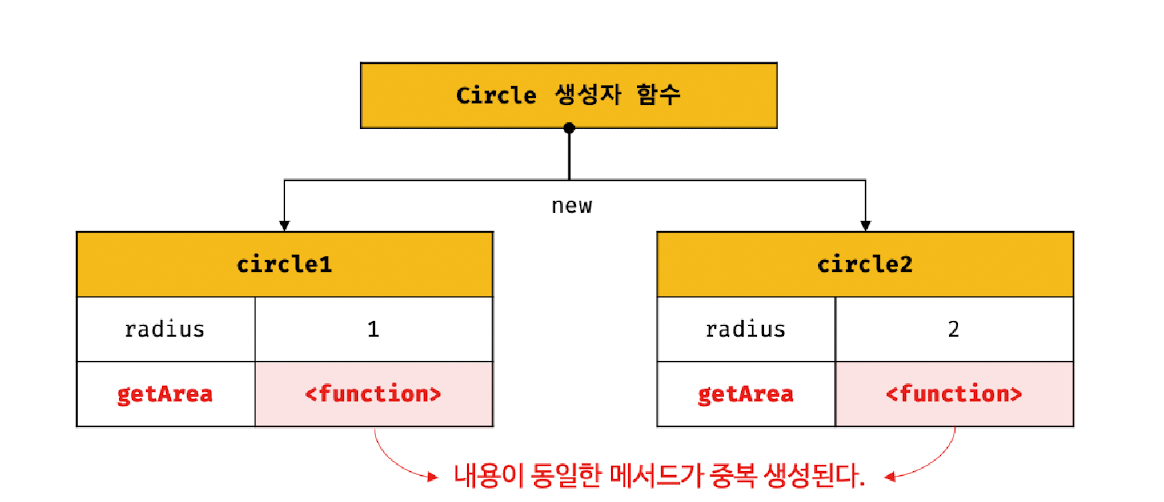 Circle 생성자 함수
new
circle1
radius 1
getArea <function>
circle2
radius 2
getArea <function>
내용이 동일한 메서드가 중복 생성된다.